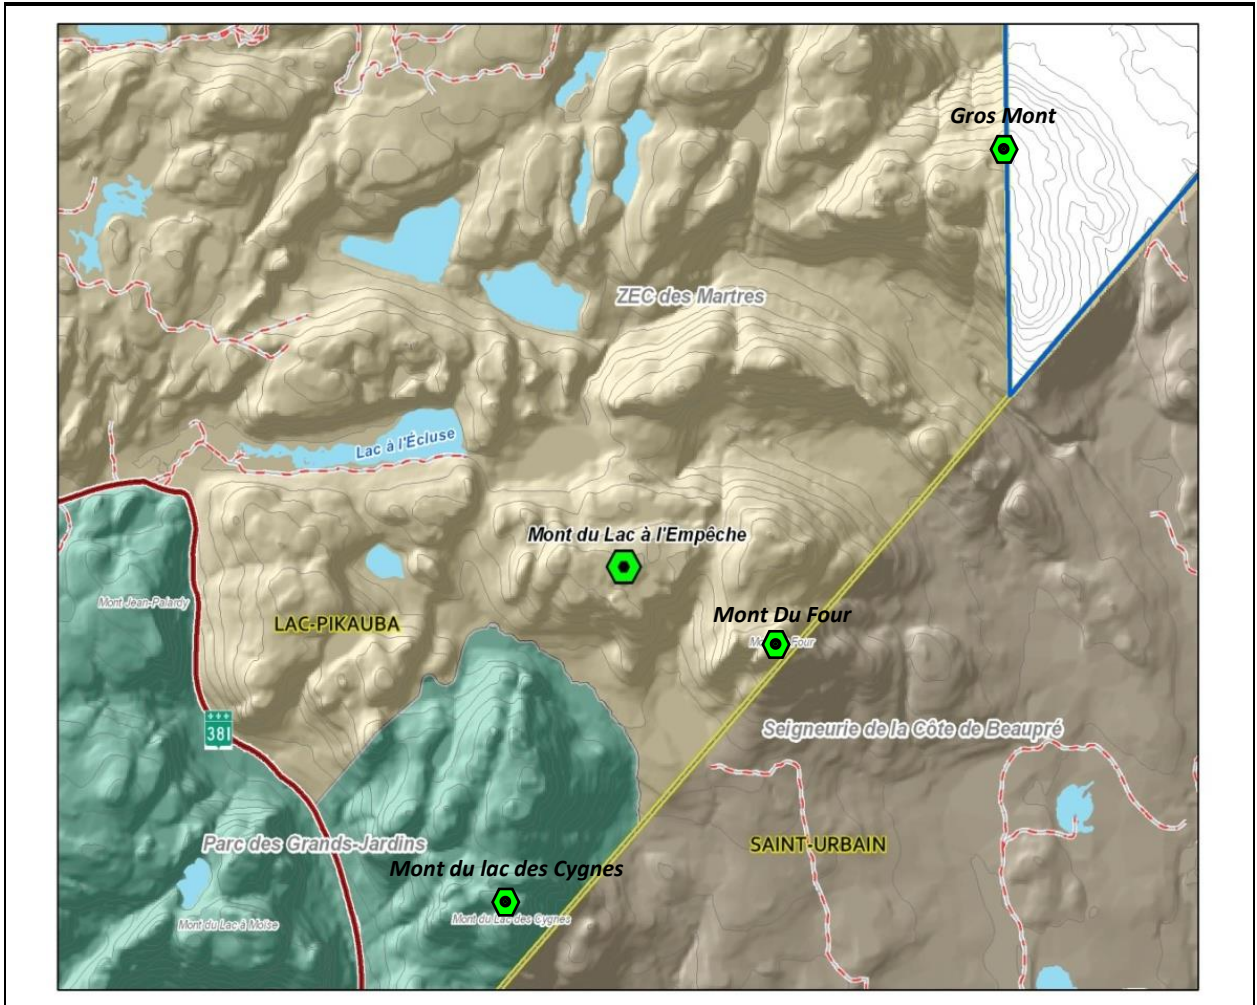 Gros Mont
ZEC des Martres
Lac à l'Écluse
Mont du Lac à l'Empêche
Mont Jean-Palardy
LAC-PIKAUBA
Mont Du Four
Four
381
Seigneurie de la Côte de Beaupré
Parc des Grands-Jardins
SAINT-URBAIN
Mont du lac des Cygnes
Mont du Lac des Cygnes
Mont du Lac à Moïse